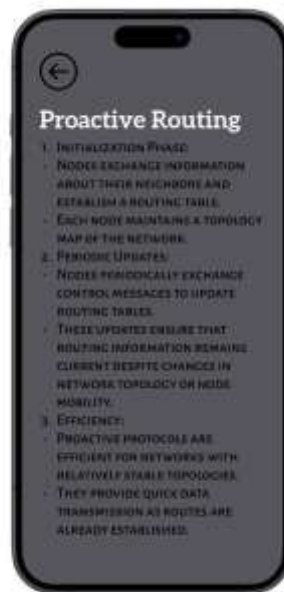 Proactive Routing
1. INITIALIZATION PHASE:
- NODES EXCHANGE INFORMATION
ABOUT THEIR NEIGHBORS AND
ESTABLISH A ROUTING TABLE.
- EACH NODE MAINTAINS A TOPOLOGY
MAP OF THE NETWORK.
2. PERIODIC UPDATES:
- NODES PERIODICALLY EXCHANGE
CONTROL MESSAGES TO UPDATE
ROUTING TABLES.
- THESE UPDATES ENSURE THAT
ROUTING INFORMATION REMAINS
CURRENT DESPITE CHANGES IN
NETWORK TOPOLOGY OR NODE
MOBILITY.
3. EFFICIENCY:
- PROACTIVE PROTOCOLS ARE
EFFICIENT FOR NETWORKS WITH
RELATIVELY STABLE TOPOLOGIES.
- THEY PROVIDE QUICK DATA
TRANSMISSION AS ROUTES ARE
ALREADY ESTABLISHED.